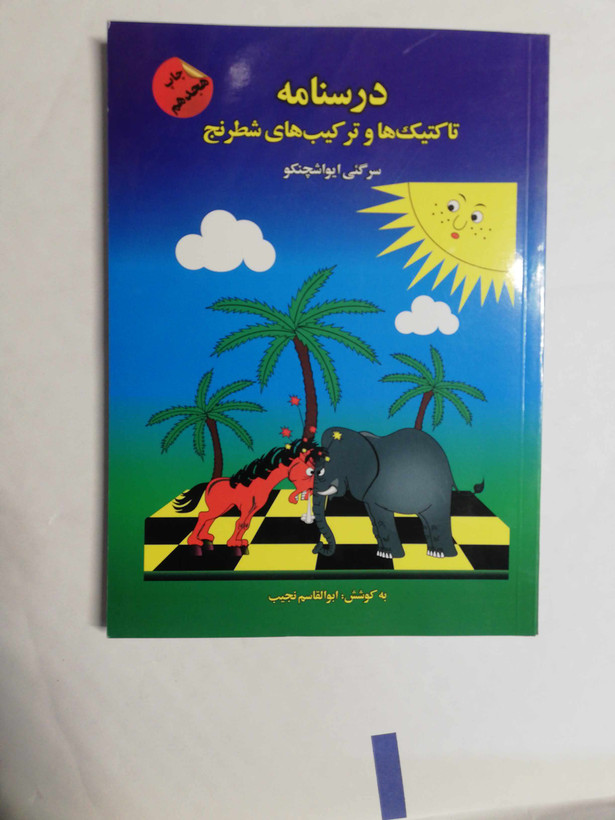 چاپ
هجدهم
درسنامه
تاکتیک‌ها و ترکیب‌های شطرنج
سرگئی ایواشچنکو
به کوشش: ابوالقاسم نجیب